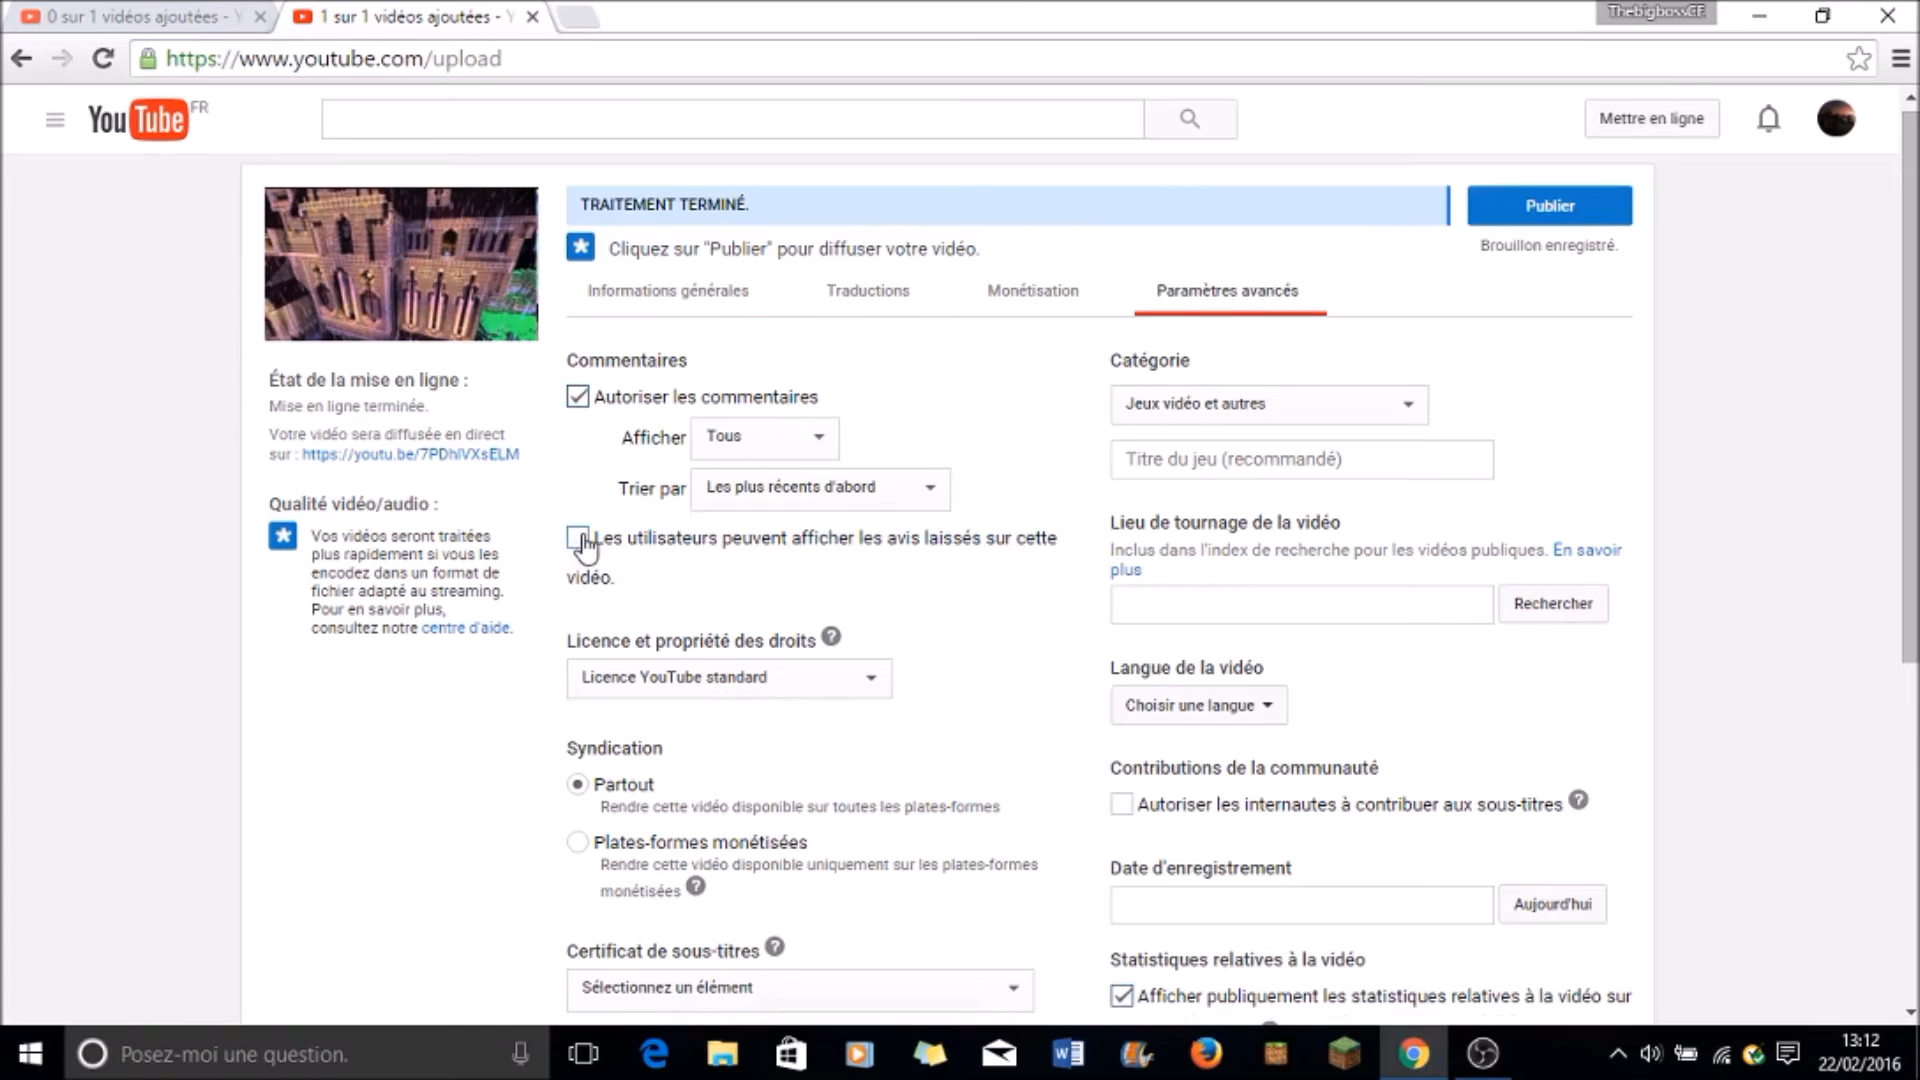 0 sur 1 vidéos ajoutées - Y
1 sur 1 vidéos ajoutées - Y
ThebigbossCE
https://www.youtube.com/upload
YouTube FR
Mettre en ligne
TRAITEMENT TERMINÉ.
Publier
Cliquez sur "Publier" pour diffuser votre vidéo.
Brouillon enregistré.
Informations générales
Traductions
Monétisation
Paramètres avancés
État de la mise en ligne :
Mise en ligne terminée.
Votre vidéo sera diffusée en direct
sur : https://youtu.be/7PDhIVXsELM
Qualité vidéo/audio :
Vos vidéos seront traitées
plus rapidement si vous les
encodez dans un format de
fichier adapté au streaming.
Pour en savoir plus,
consultez notre centre d'aide.
Commentaires
Autoriser les commentaires
Afficher Tous
Trier par Les plus récents d'abord
Les utilisateurs peuvent afficher les avis laissés sur cette
vidéo.
Licence et propriété des droits ?
Licence YouTube standard
Syndication
Partout
Rendre cette vidéo disponible sur toutes les plates-formes
Plates-formes monétisées
Rendre cette vidéo disponible uniquement sur les plates-formes
monétisées ?
Certificat de sous-titres ?
Sélectionnez un élément
Catégorie
Jeux vidéo et autres
Titre du jeu (recommandé)
Lieu de tournage de la vidéo
Inclus dans l'index de recherche pour les vidéos publiques. En savoir
plus
Rechercher
Langue de la vidéo
Choisir une langue
Contributions de la communauté
Autoriser les internautes à contribuer aux sous-titres ?
Date d'enregistrement
Aujourd'hui
Statistiques relatives à la vidéo
Afficher publiquement les statistiques relatives à la vidéo sur
Posez-moi une question.
13:12
22/02/2016